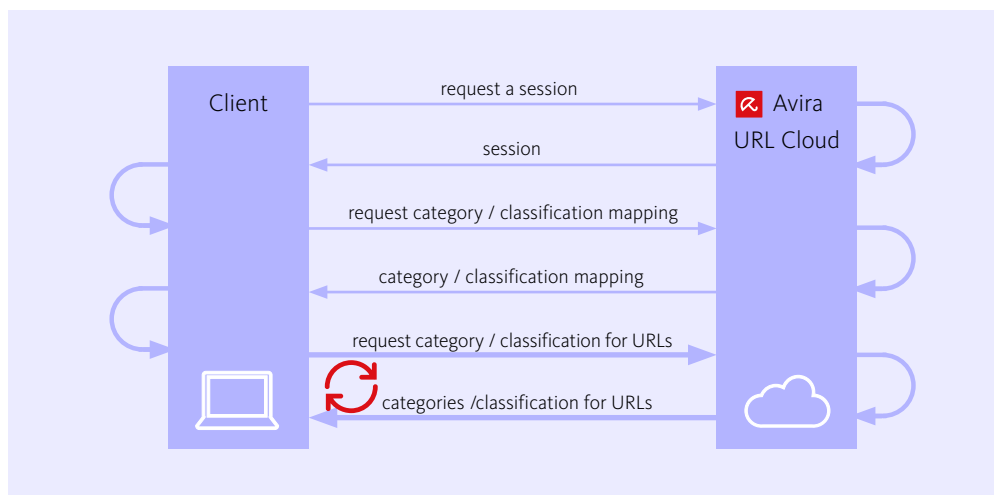 Client
Avira
URL Cloud
request a session
session
request category / classification mapping
category / classification mapping
request category / classification for URLs
categories /classification for URLs